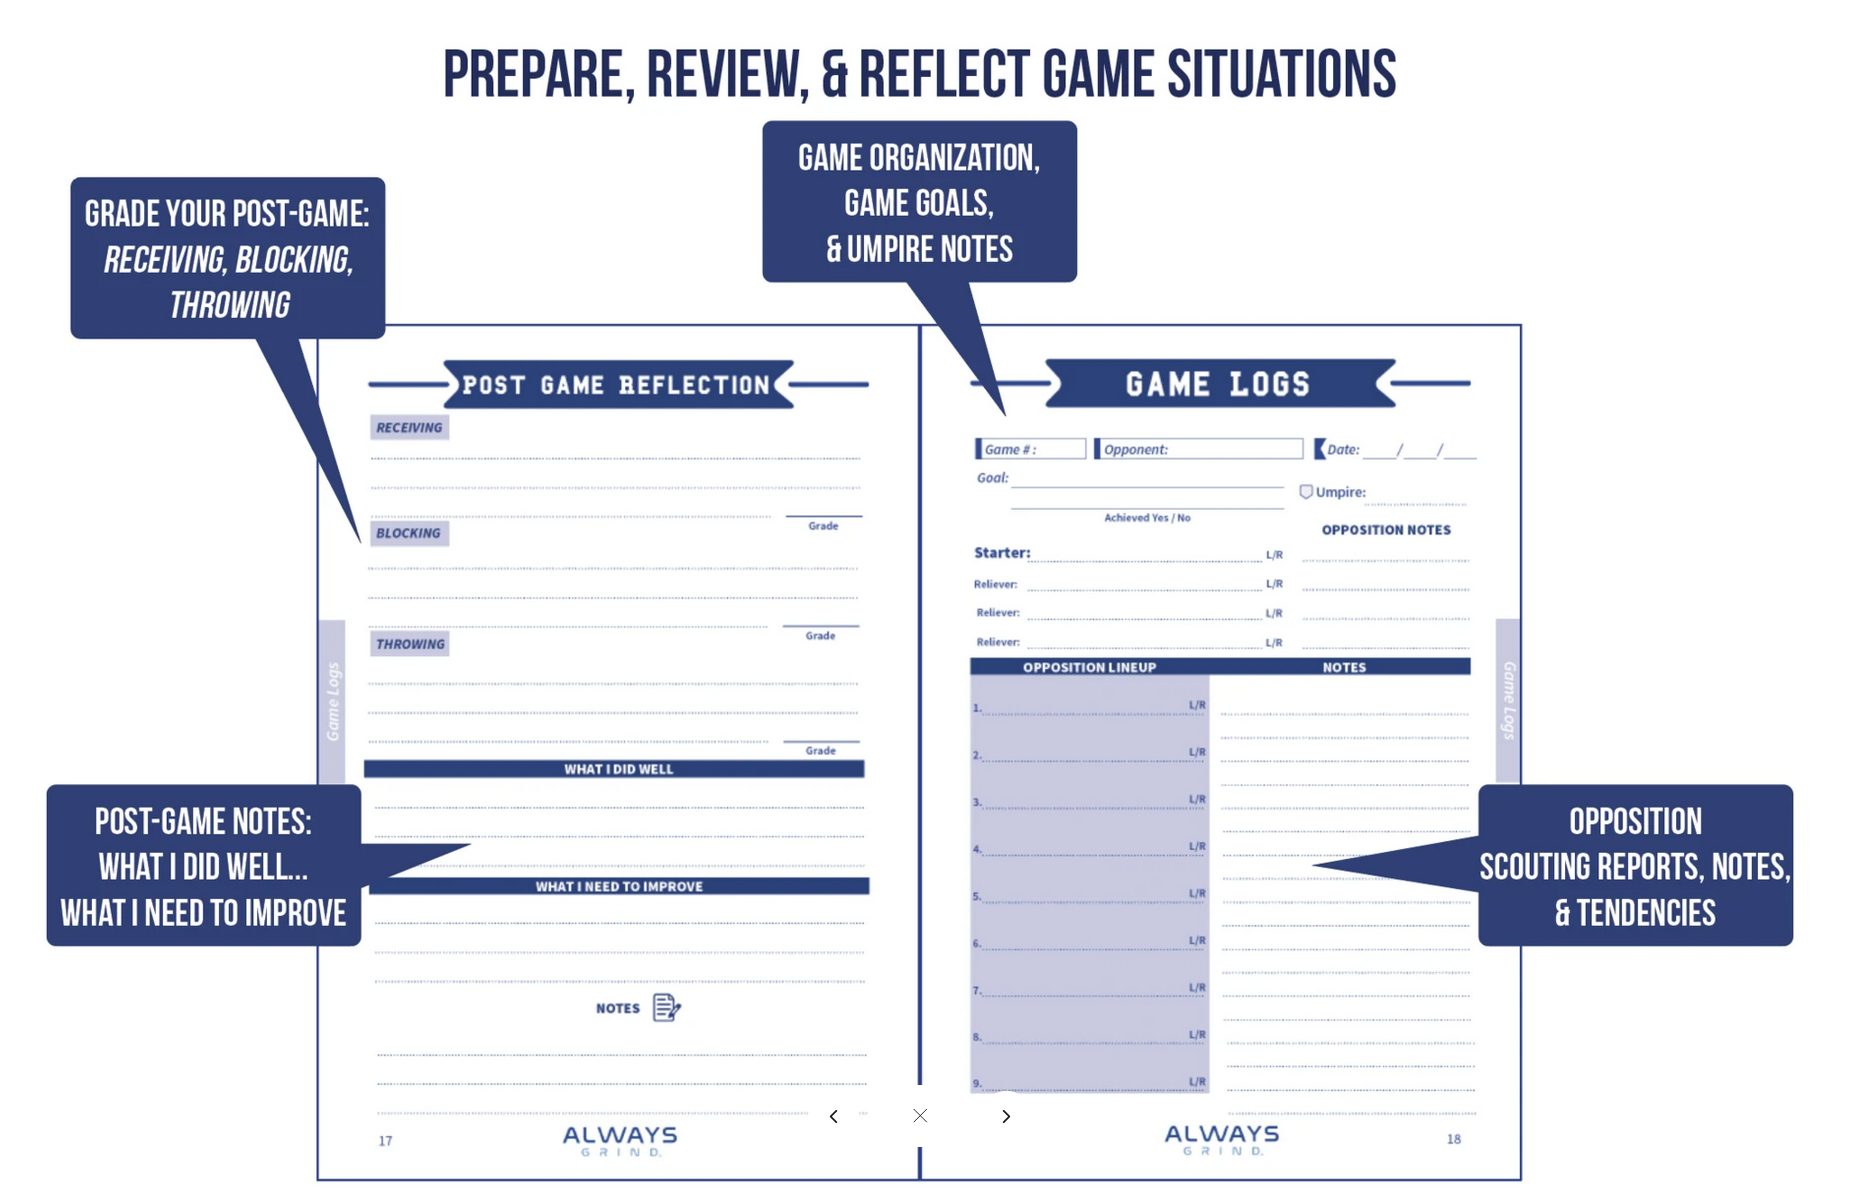 PREPARE, REVIEW, & REFLECT GAME SITUATIONS
GAME ORGANIZATION,
GAME GOALS,
& UMPIRE NOTES
GRADE YOUR POST-GAME:
RECEIVING, BLOCKING,
THROWING
POST GAME REFLECTION
RECEIVING
Grade
BLOCKING
Grade
THROWING
Grade
Game Logs
WHAT I DID WELL
POST-GAME NOTES:
WHAT I DID WELL...
WHAT I NEED TO IMPROVE
WHAT I NEED TO IMPROVE
NOTES
17
ALWAYS
GRIND.
GAME LOGS
Game #:
Opponent:
Date: ____/____/____
Goal:
Umpire:
Achieved Yes / No
OPPOSITION NOTES
Starter: L/R
Reliever: L/R
Reliever: L/R
Reliever: L/R
OPPOSITION LINEUP NOTES
1. L/R
2. L/R
3. L/R
4. L/R
5. L/R
6. L/R
7. L/R
8. L/R
9. L/R
Game Logs
OPPOSITION
SCOUTING REPORTS, NOTES,
& TENDENCIES
ALWAYS
GRIND.
18